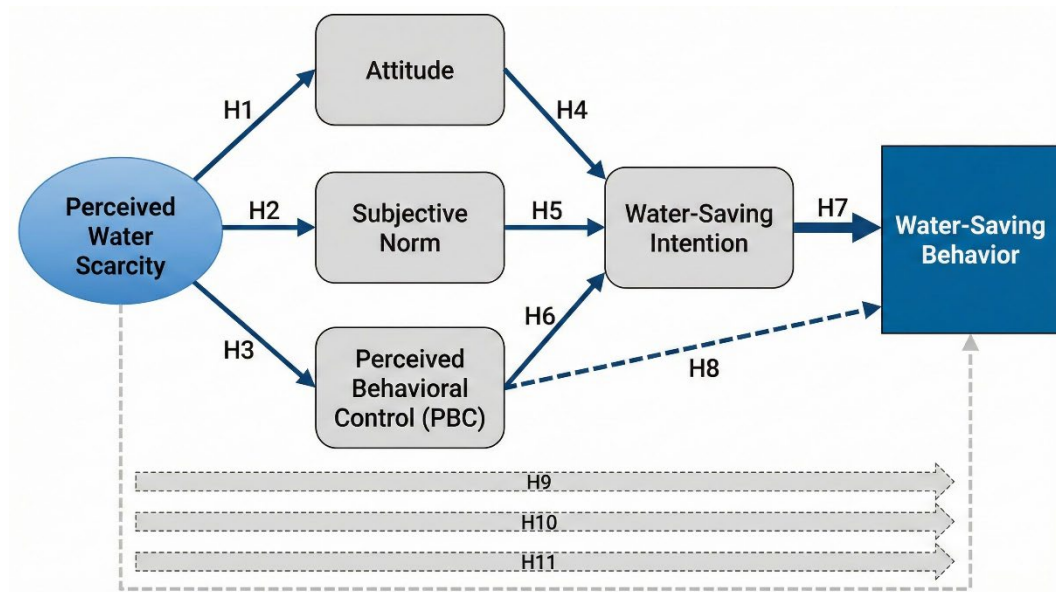 Attitude
H1
H4
Perceived
Water
Scarcity
H2
Subjective
Norm
H5
Water-Saving
Intention
H7
Water-Saving
Behavior
H3
H6
Perceived
Behavioral
Control (PBC)
H8
H9
H10
H11